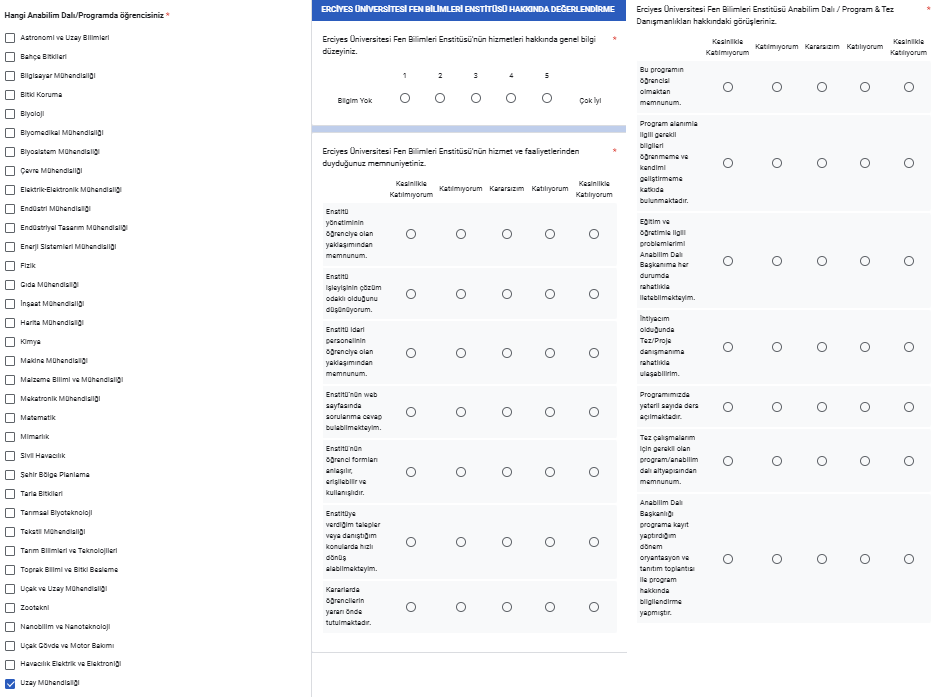 Hangi Anabilim Dalı/Programda öğrencisiniz *
Astronomi ve Uzay Bilimleri
Bahçe Bitkileri
Bilgisayar Mühendisliği
Bitki Koruma
Biyoloji
Biyomedikal Mühendisliği
Biyosistem Mühendisliği
Çevre Mühendisliği
Elektrik-Elektronik Mühendisliği
Endüstri Mühendisliği
Endüstriyel Tasarım Mühendisliği
Enerji Sistemleri Mühendisliği
Fizik
Gıda Mühendisliği
İnşaat Mühendisliği
Harita Mühendisliği
Kimya
Makine Mühendisliği
Malzeme Bilimi ve Mühendisliği
Mekatronik Mühendisliği
Matematik
Mimarlık
Sivil Havacılık
Şehir Bölge Planlama
Tarla Bitkileri
Tarımsal Biyoteknoloji
Tekstil Mühendisliği
Tarım Bilimleri ve Teknolojileri
Toprak Bilimi ve Bitki Besleme
Uçak ve Uzay Mühendisliği
Zootekni
Nanobilim ve Nanoteknoloji
Uçak Gövde ve Motor Bakımı
Havacılık Elektrik ve Elektroniği
Uzay Mühendisliği
ERCİYES ÜNİVERSİTESİ FEN BİLİMLERİ ENSTİTÜSÜ HAKKINDA DEĞERLENDİRME
Erciyes Üniversitesi Fen Bilimleri Enstitüsü'nün hizmetleri hakkında genel bilgi *
düzeyiniz.
1 2 3 4 5
Bilgim Yok Çok İyi
Erciyes Üniversitesi Fen Bilimleri Enstitüsü'nün hizmet ve faaliyetlerinden *
duyduğunuz memnuniyetiniz.
Kesinlikle Katılmıyorum Katılmıyorum Kararsızım Katılıyorum Kesinlikle Katılıyorum
Enstitü
yönetiminin
öğrenciye olan
yaklaşımından
memnunum.
Enstitü
işleyişinin çözüm
odaklı olduğunu
düşünüyorum.
Enstitü idari
personelinin
öğrenciye olan
yaklaşımından
memnunum.
Enstitü'nün web
sayfasında
sorularıma cevap
bulabilmekteyim.
Enstitü'nün
öğrenci formları
anlaşılır,
erişilebilir ve
kullanışlıdır.
Enstitüye
verdiğim talepler
veya danıştığım
konularda hızlı
dönüş
alabilmekteyim.
Kararlarda
öğrencilerin
yararı önde
tutulmaktadır.
Erciyes Üniversitesi Fen Bilimleri Enstitüsü Anabilim Dalı / Program & Tez *
Danışmanlıkları hakkındaki görüşleriniz.
Kesinlikle Katılmıyorum Katılmıyorum Kararsızım Katılıyorum Kesinlikle Katılıyorum
Bu programın
öğrencisi
olmaktan
memnunum.
Program alanımla
ilgili gerekli
bilgileri
öğrenmeme ve
kendimi
geliştirmeme
katkıda
bulunmaktadır.
Eğitim ve
öğretimle ilgili
problemlerimi
Anabilim Dalı
Başkanıma her
durumda
rahatlıkla
iletebilmekteyim.
İhtiyacım
olduğunda
Tez/Proje
danışmanıma
rahatlıkla
ulaşabilirim.
Programımızda
yeterli sayıda ders
açılmaktadır.
Tez çalışmalarım
için gerekli olan
program/anabilim
dalı altyapısından
memnunum.
Anabilim Dalı
Başkanlığı
programa kayıt
yaptırdığım
dönem
oryantasyon ve
tanıtım toplantısı
ile program
hakkında
bilgilendirme
yapmıştır.